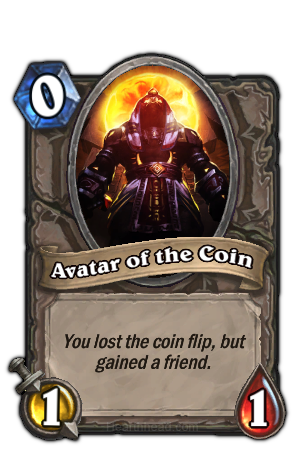 0
Avatar of the Coin
You lost the coin flip, but
gained a friend.
1
1